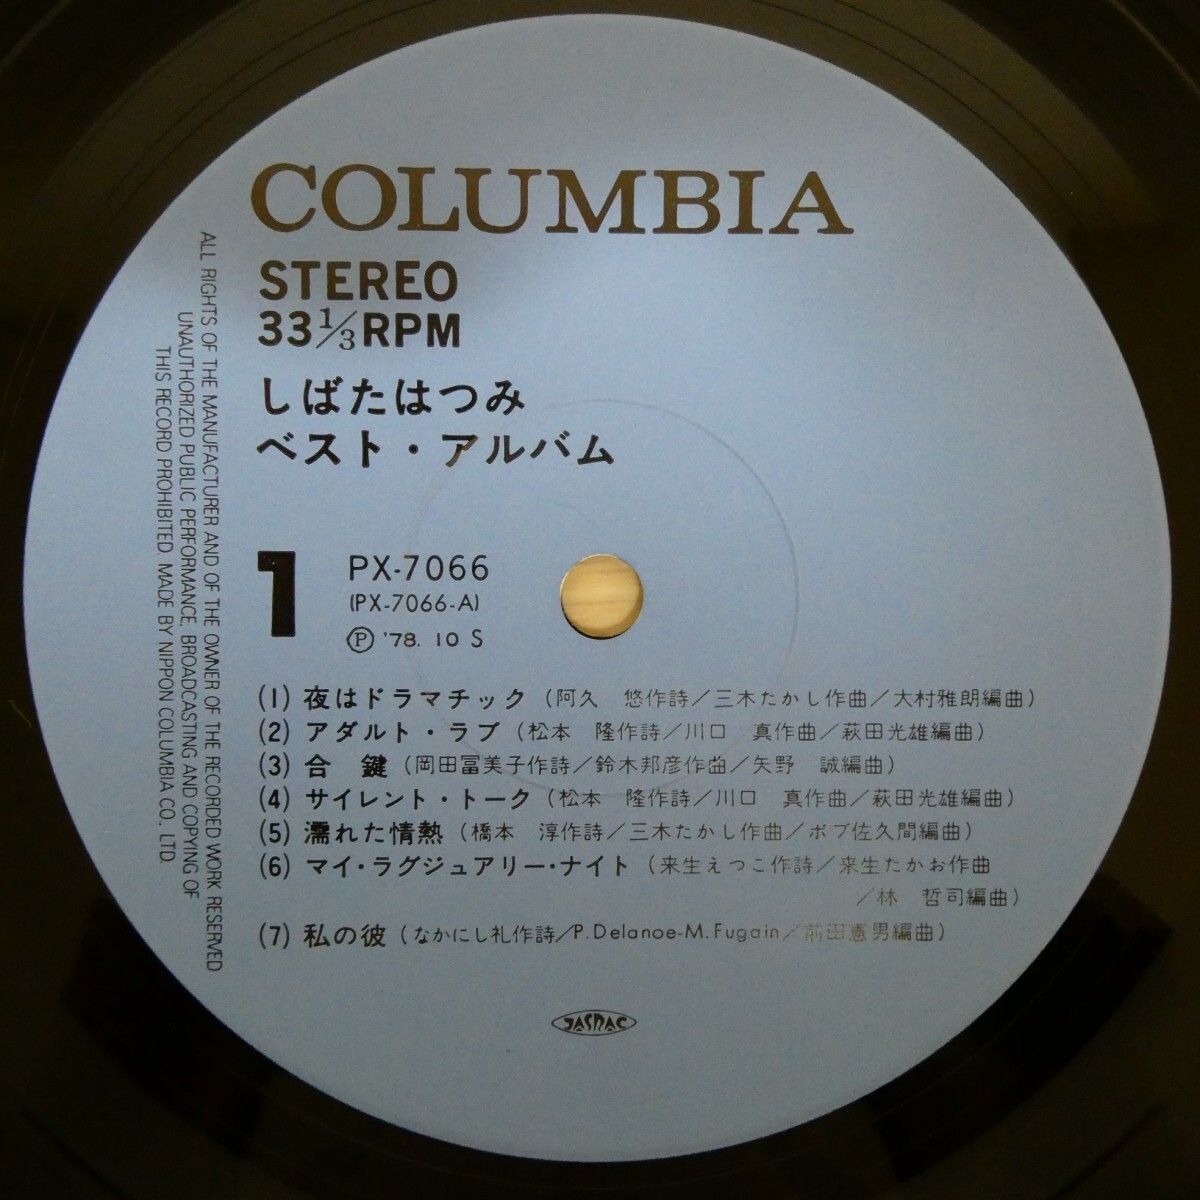 COLUMBIA
STEREO
33 1/3 RPM
しばたはつみ
ベスト・アルバム
1
PX-7066
(PX-7066-A)
Ⓟ '78. 10 S
(1) 夜はドラマチック (阿久　悠作詩/三木たかし作曲/大村雅朗編曲)
(2) アダルト・ラブ (松本　隆作詩/川口　真作曲/萩田光雄編曲)
(3) 合　鍵 (岡田冨美子作詩/鈴木邦彦作曲/矢野　誠編曲)
(4) サイレント・トーク (松本　隆作詩/川口　真作曲/萩田光雄編曲)
(5) 濡れた情熱 (橋本　淳作詩/三木たかし作曲/ボブ佐久間編曲)
(6) マイ・ラグジュアリー・ナイト (来生えつこ作詩/来生たかお作曲
/林　哲司編曲)
(7) 私の彼 (なかにし礼作詩/P.Delanoe-M.Fugain/前田憲男編曲)
JASRAC
ALL RIGHTS OF THE MANUFACTURER AND OF THE OWNER OF THE RECORDED WORK RESERVED
UNAUTHORIZED PUBLIC PERFORMANCE, BROADCASTING AND COPYING OF
THIS RECORD PROHIBITED. MADE BY NIPPON COLUMBIA CO., LTD.